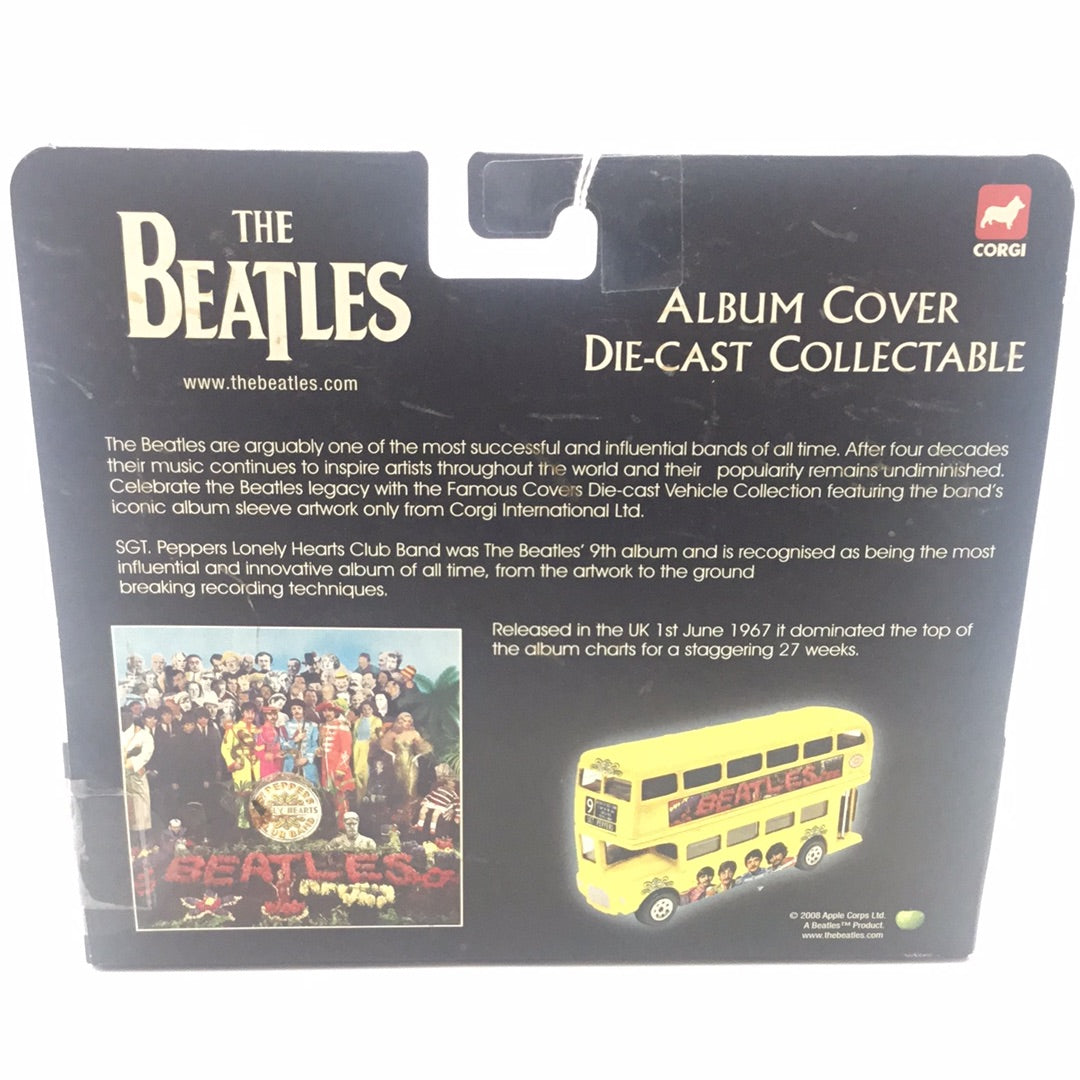 THE
BEATLES
www.thebeatles.com
CORGI
ALBUM COVER
DIE-CAST COLLECTABLE
The Beatles are arguably one of the most successful and influential bands of all time. After four decades
their music continues to inspire artists throughout the world and their popularity remains undiminished.
Celebrate the Beatles legacy with the Famous Covers Die-cast Vehicle Collection featuring the band's
iconic album sleeve artwork only from Corgi International Ltd.
SGT. Peppers Lonely Hearts Club Band was The Beatles' 9th album and is recognised as being the most
influential and innovative album of all time, from the artwork to the ground
breaking recording techniques.
Released in the UK 1st June 1967 it dominated the top of
the album charts for a staggering 27 weeks.
PEPPERS
LY HEARTS
CLUB BAND
BEATLES
BEATLES
9
© 2008 Apple Corps Ltd.
A Beatles™ Product.
www.thebeatles.com